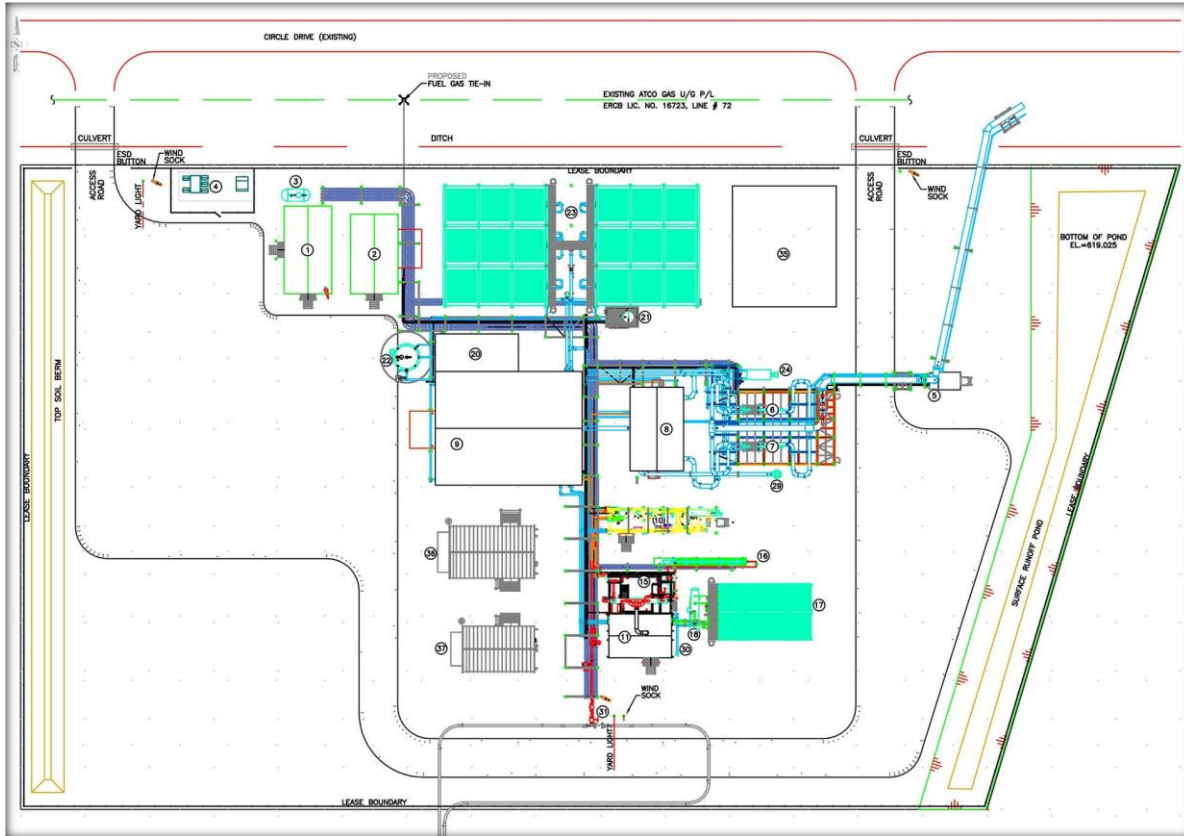 CIRCLE DRIVE (EXISTING)
PROPOSED
FUEL GAS TIE-IN
EXISTING ATCO GAS U/G P/L
ERCB LIC. NO. 16723, LINE # 72
CULVERT
DITCH
CULVERT
ESD
BUTTON
WIND
SOCK
LEASE BOUNDARY
ESD
BUTTON
WIND
SOCK
ACCESS
ROAD
YARD LIGHT
ACCESS
ROAD
4
3
1
2
23
35
BOTTOM OF POND
EL.=619.025
21
22
20
24
5
6
7
8
9
29
TOP SOIL BERM
LEASE BOUNDARY
10
36
16
15
17
11
18
30
37
SURFACE RUNOFF POND
LEASE BOUNDARY
31
WIND
SOCK
YARD LIGHT
LEASE BOUNDARY